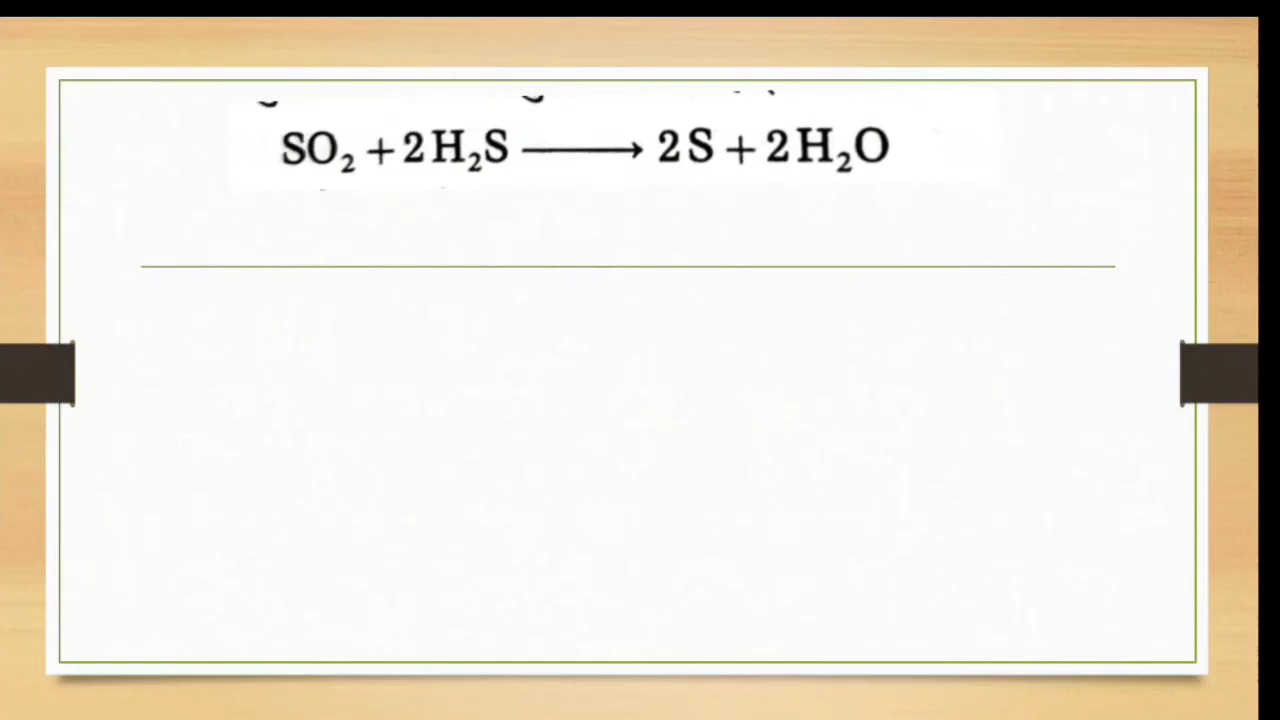 SO₂ + 2H₂S ⟶ 2S + 2H₂O